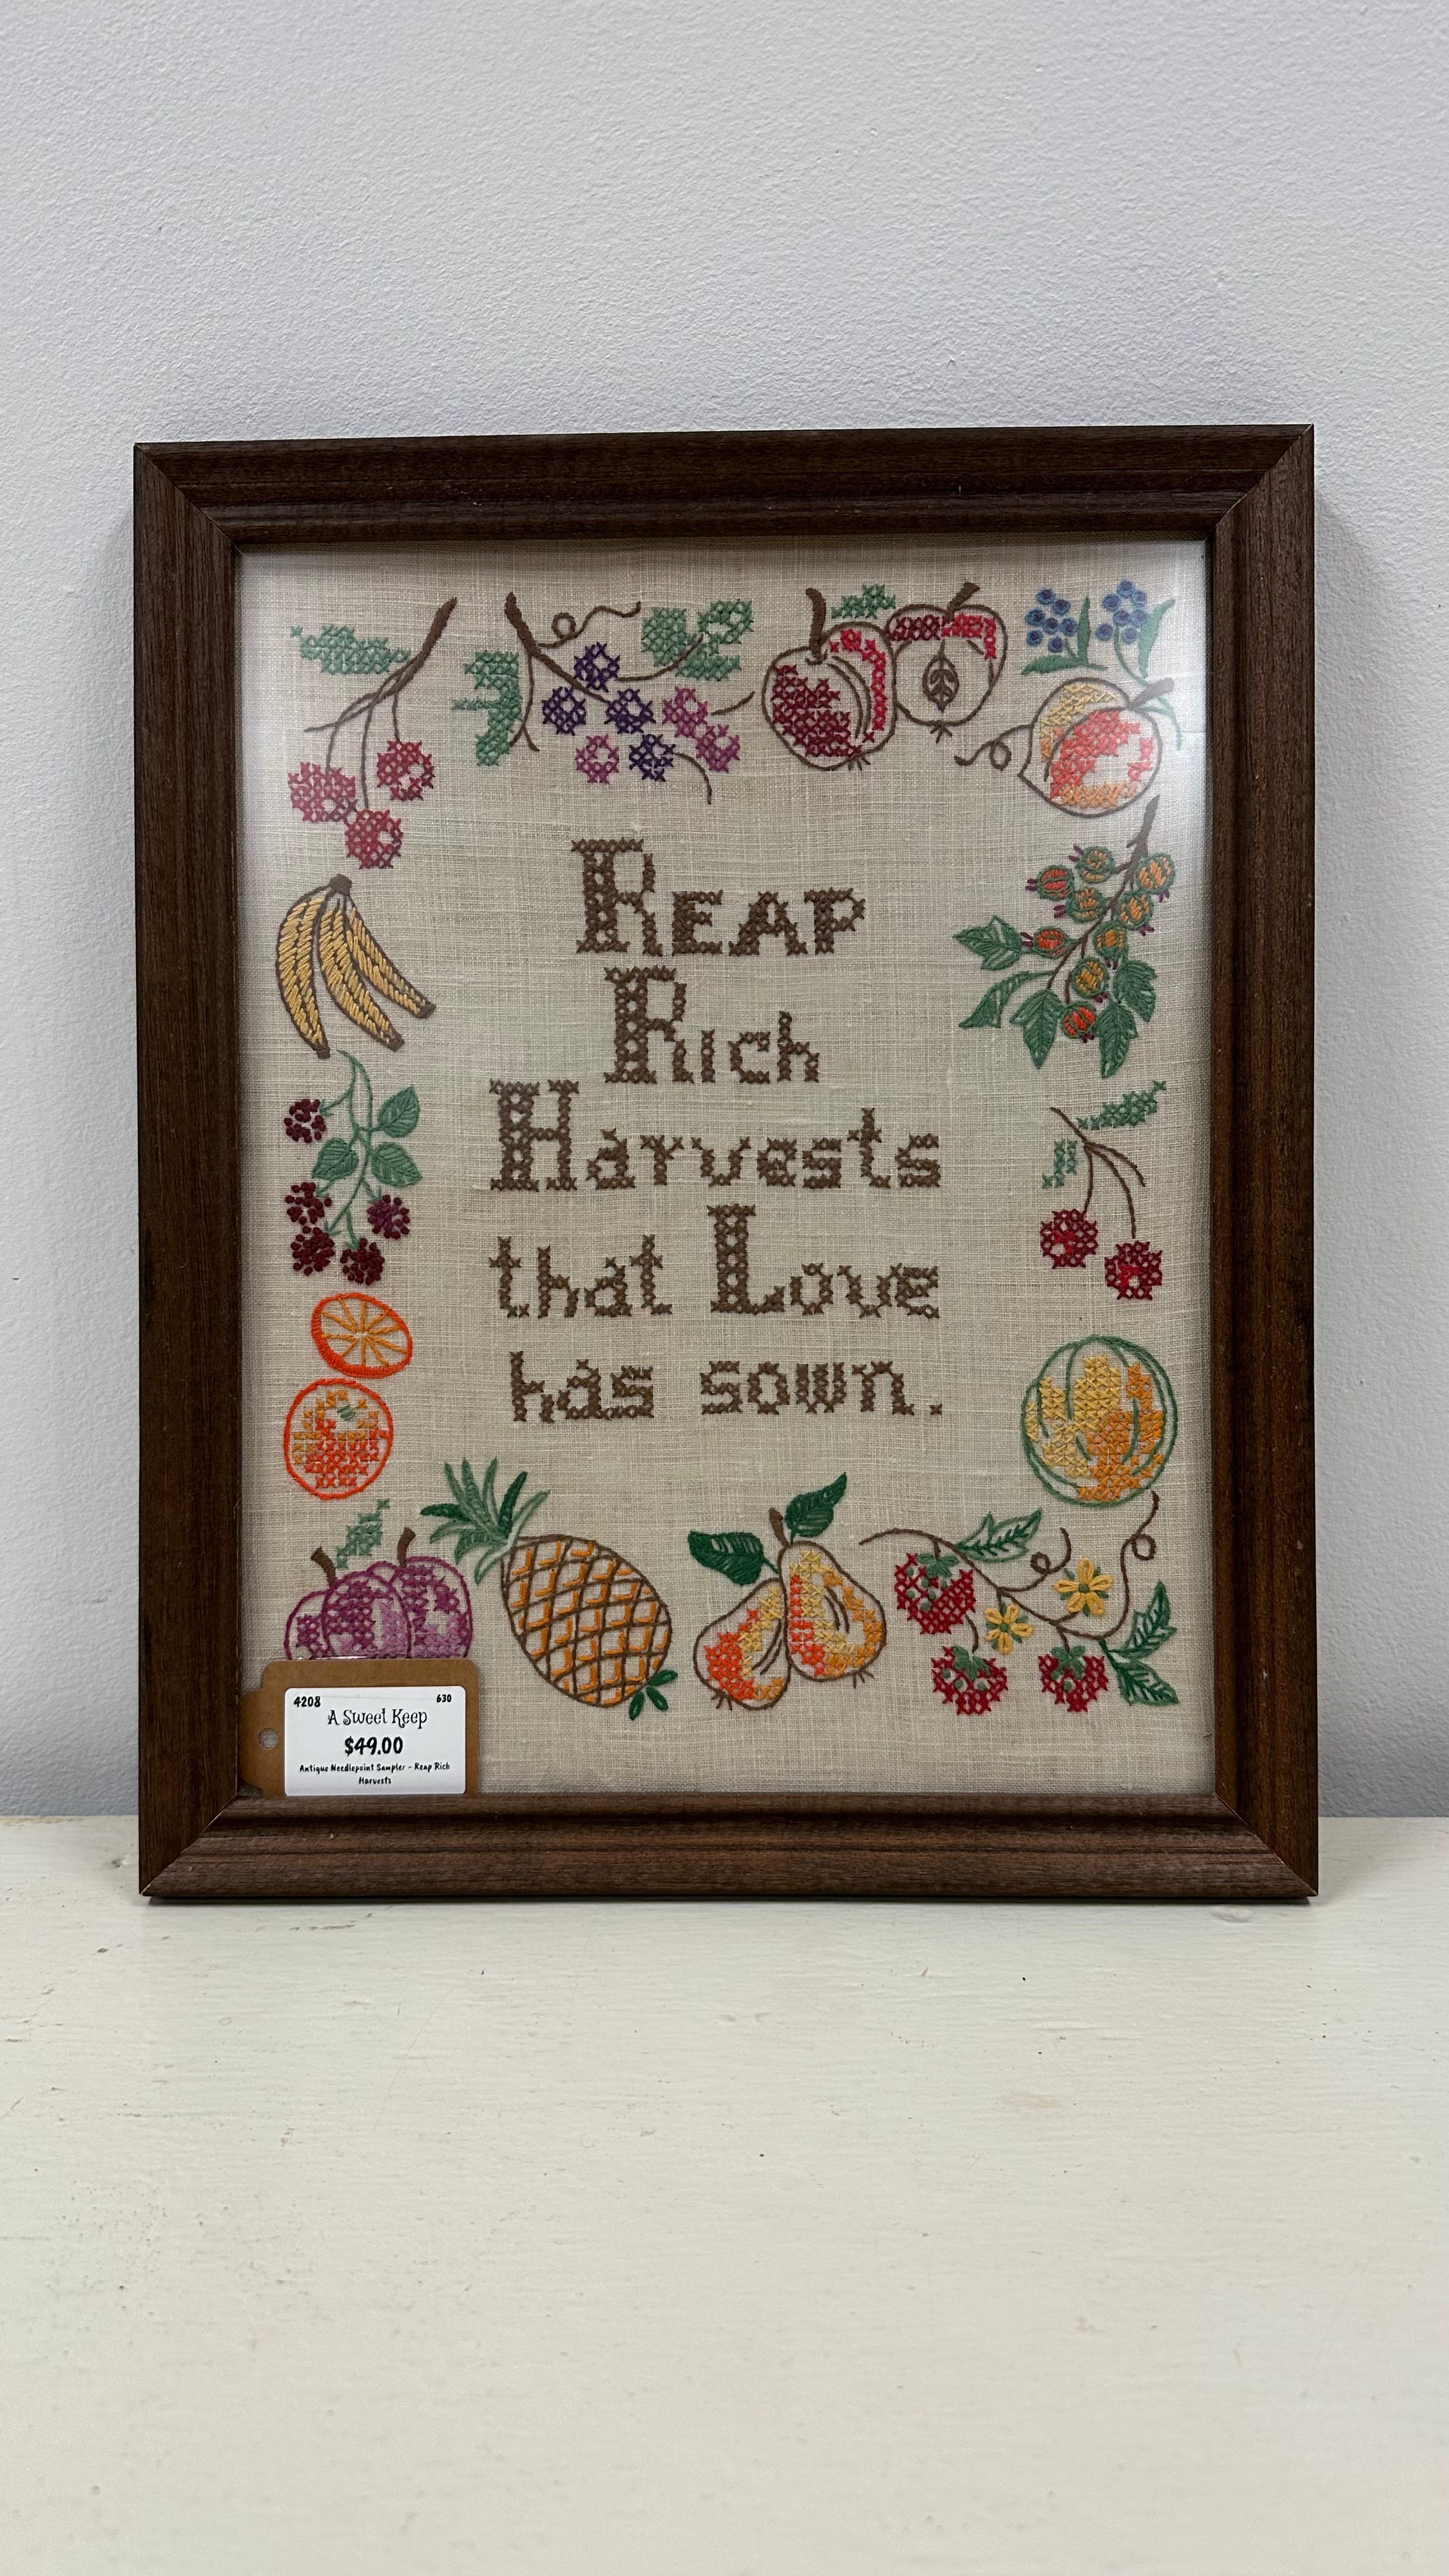 REAP
Rich
Harvests
that Love
has sown.
4208 630
A Sweet Keep
$49.00
Antique Needlepoint Sampler - Reap Rich
Harvests